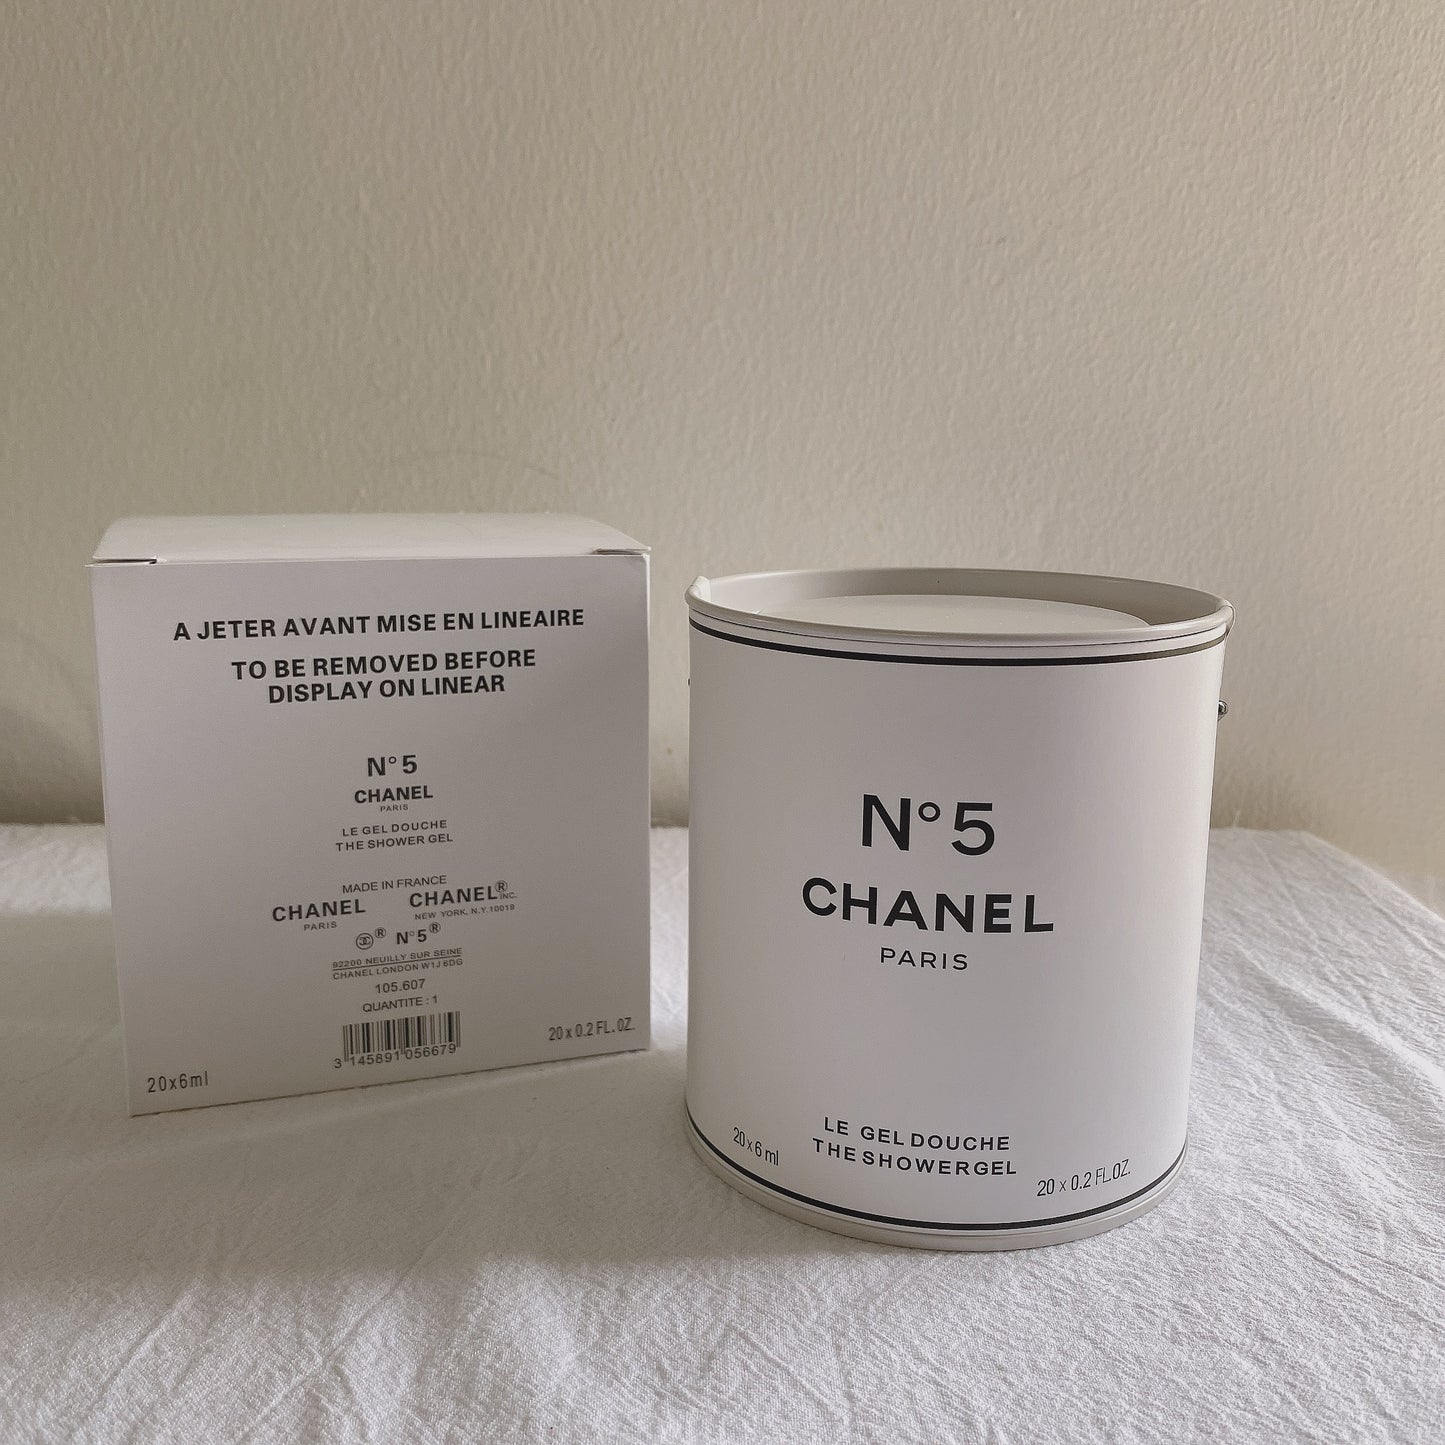 A JETER AVANT MISE EN LINEAIRE
TO BE REMOVED BEFORE
DISPLAY ON LINEAR
N°5
CHANEL
PARIS
LE GEL DOUCHE
THE SHOWER GEL
MADE IN FRANCE
CHANEL
PARIS
CHANEL®
INC.
NEW YORK, N.Y.10019
® N°5®
92200 NEUILLY SUR SEINE
CHANEL LONDON W1J 6DG
105.607
QUANTITE : 1
3 145891 056679
20x6ml
20 x 0.2 FL.OZ.
N°5
CHANEL
PARIS
LE GEL DOUCHE
THE SHOWERGEL
20 x 6 ml
20 x 0.2 FL.OZ.